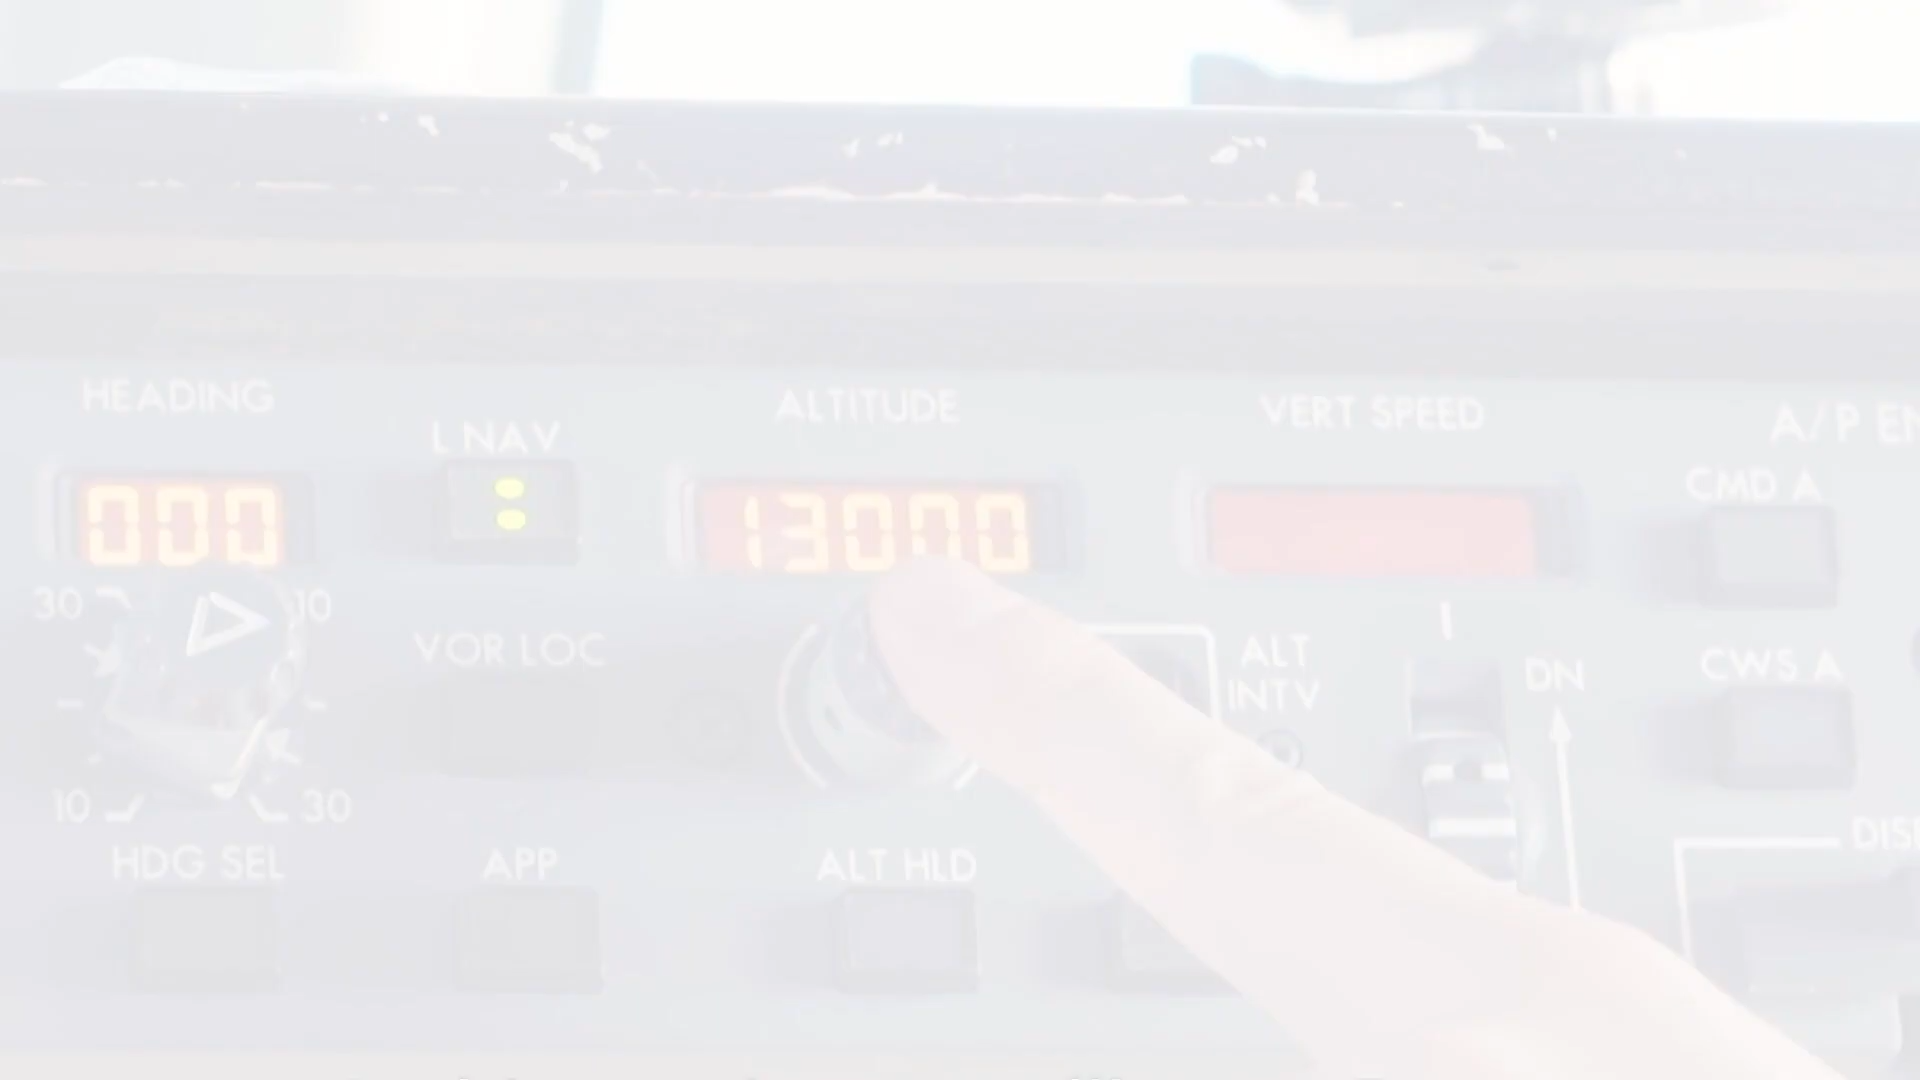 HEADING
L NAV
ALTITUDE
VERT SPEED
A/P EN
CMD A
000
13000
30
10
VOR LOC
ALT
INTV
DN
CWS A
10
30
DIS
HDG SEL
APP
ALT HLD